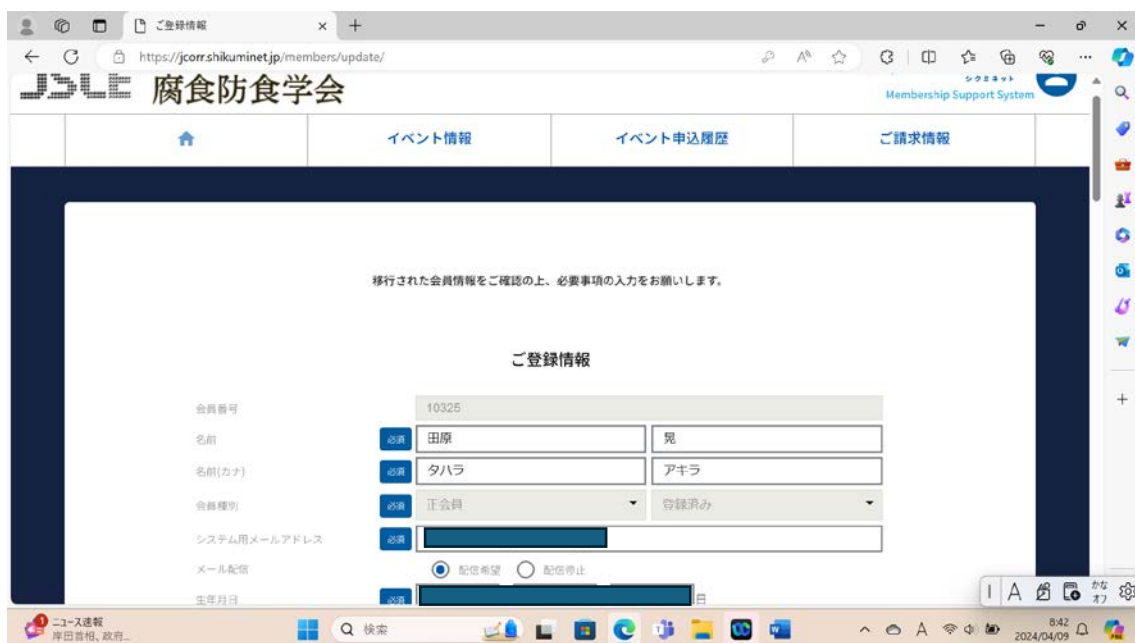 ご登録情報
https://jcorr.shikuminet.jp/members/update/
JSCE 腐食防食学会
シクミネット
Membership Support System
イベント情報 イベント申込履歴 ご請求情報
移行された会員情報をご確認の上、必要事項の入力をお願いします。
ご登録情報
会員番号 10325
名前 必須 田原 晃
名前(カナ) 必須 タハラ アキラ
会員種別 必須 正会員 登録済み
システム用メールアドレス 必須
メール配信 配信希望 配信停止
生年月日 必須 日
A かな
オフ
ニュース速報
岸田首相、政府...
検索
A 8:42
2024/04/09